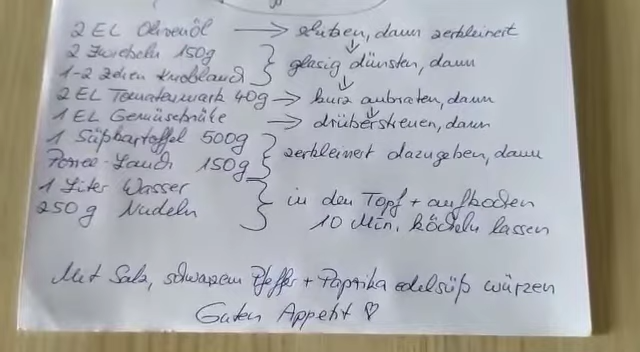 2 EL Olivenöl → glühen, dann zerkleinert
2 Zwiebeln 150g
1-2 Zehen Knoblauch } glasig dünsten, dann
2 EL Tomatenmark 40g → kurz anbraten, dann
1 EL Gemüsebrühe → drüberstreuen, dann
1 Süßkartoffel 500g
Porree-Lauch 150g } zerkleinert dazugeben, dann
1 Liter Wasser
250 g Nudeln } in den Topf + aufkochen
10 Min. köcheln lassen
Mit Salz, schwarzem Pfeffer + Paprika edelsüß würzen
Guten Appetit ♡